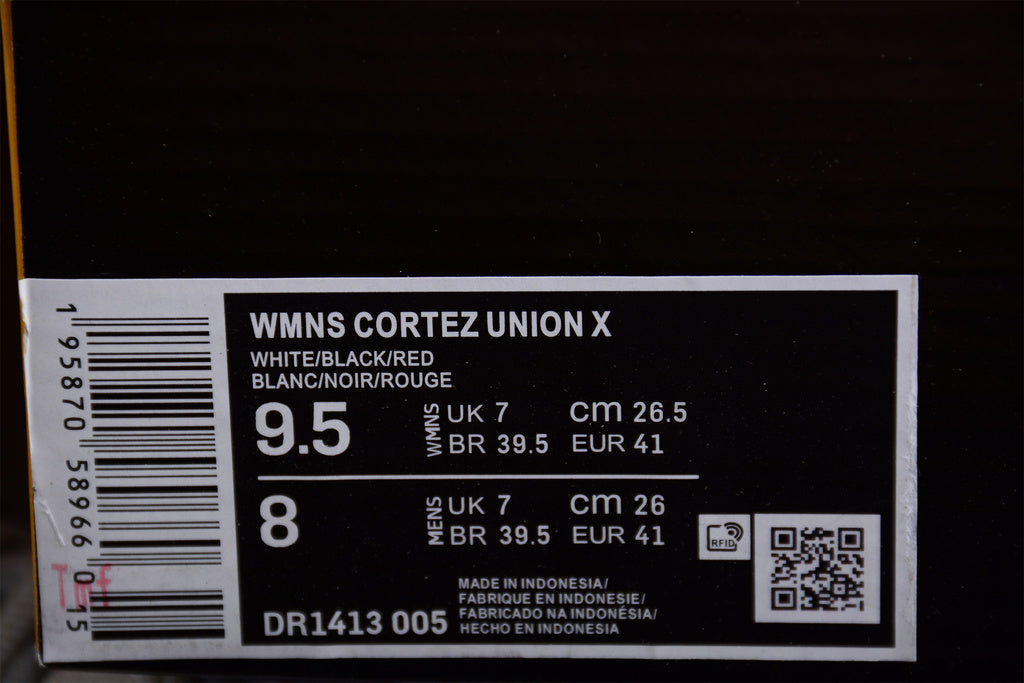 WMNS CORTEZ UNION X
WHITE/BLACK/RED
BLANC/NOIR/ROUGE
9.5
WMNS
UK 7 cm 26.5
BR 39.5 EUR 41
8
MENS
UK 7 cm 26
BR 39.5 EUR 41
RFID
DR1413 005
MADE IN INDONESIA/
FABRIQUE EN INDONESIE/
FABRICADO NA INDONÉSIA/
HECHO EN INDONESIA
1 95870 58966 0 15